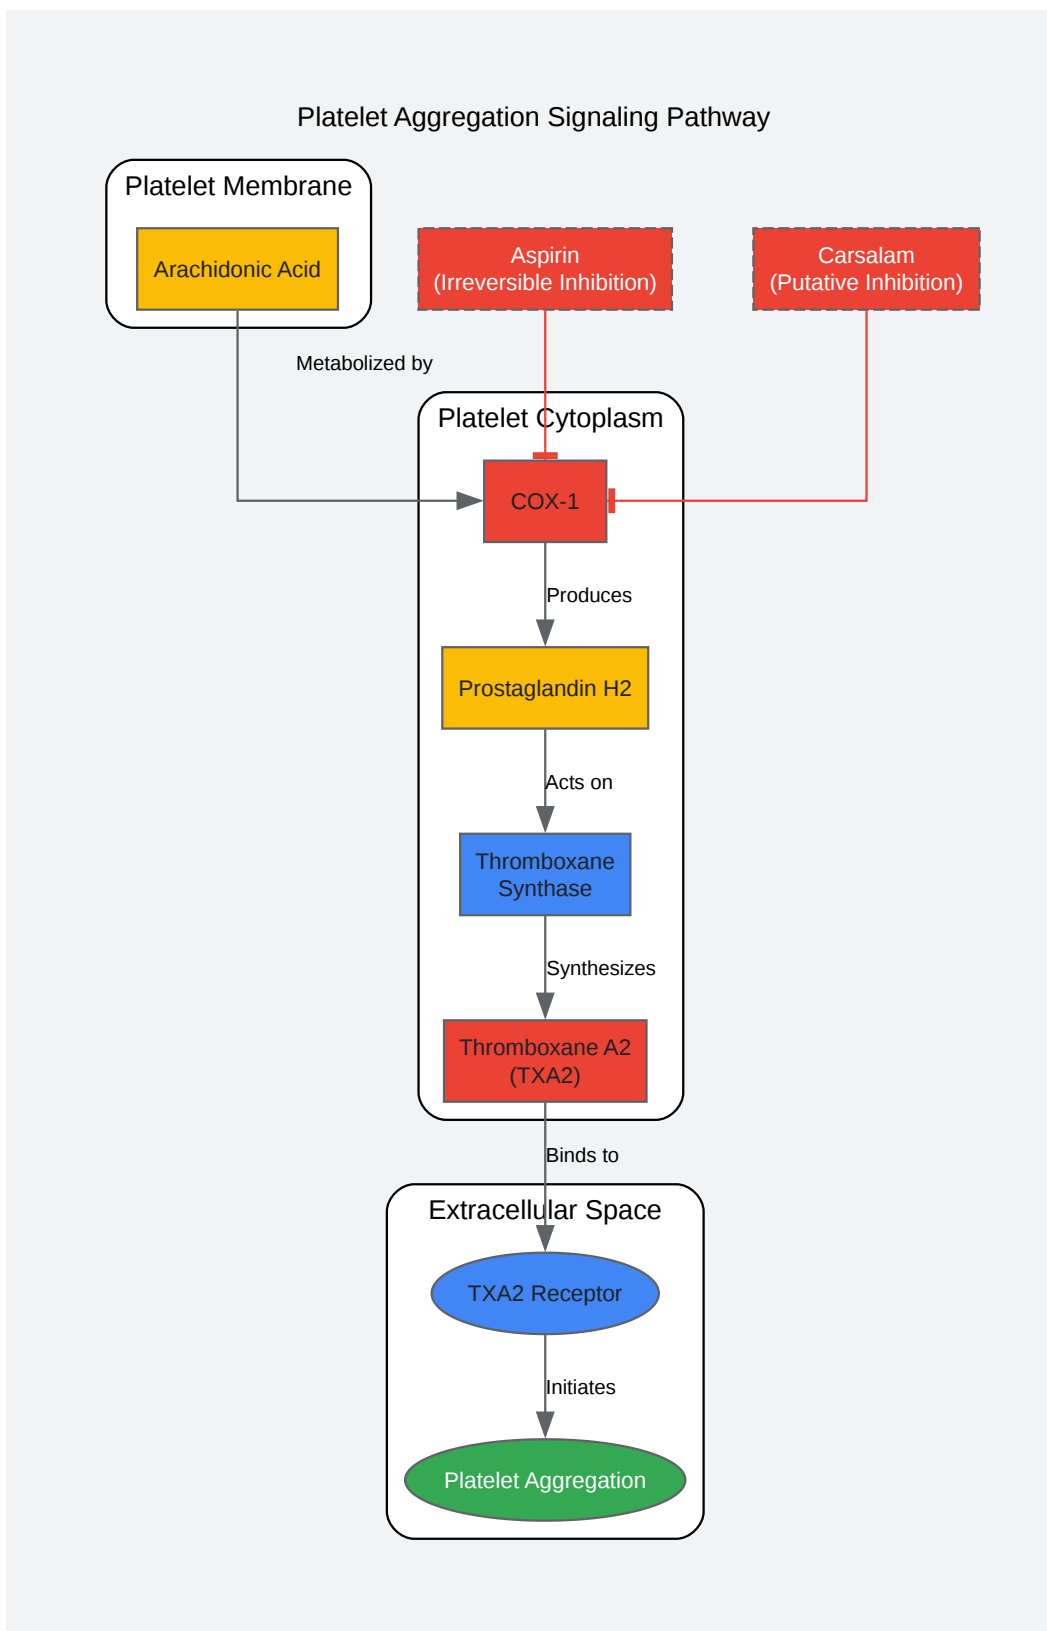 Platelet Aggregation Signaling Pathway
Platelet Membrane
Arachidonic Acid
Aspirin
(Irreversible Inhibition)
Carsalam
(Putative Inhibition)
Metabolized by
Platelet Cytoplasm
COX-1
Produces
Prostaglandin H2
Acts on
Thromboxane
Synthase
Synthesizes
Thromboxane A2
(TXA2)
Binds to
Extracellular Space
TXA2 Receptor
Initiates
Platelet Aggregation